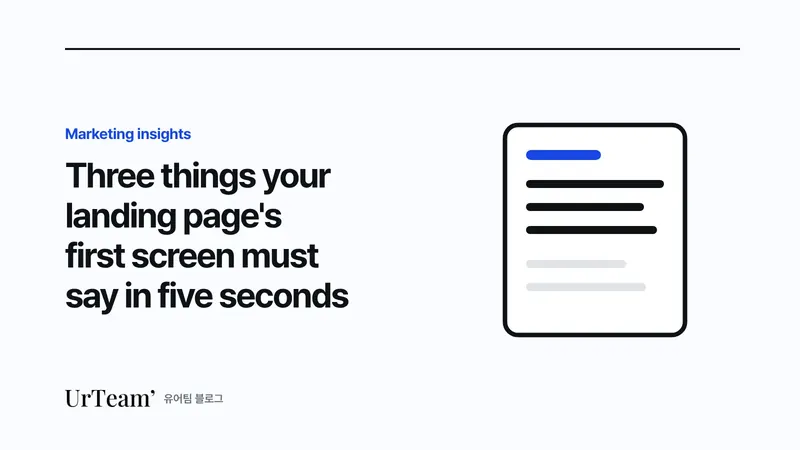 Marketing insights
Three things your
landing page's
first screen must
say in five seconds
UrTeam’ 유어팀 블로그